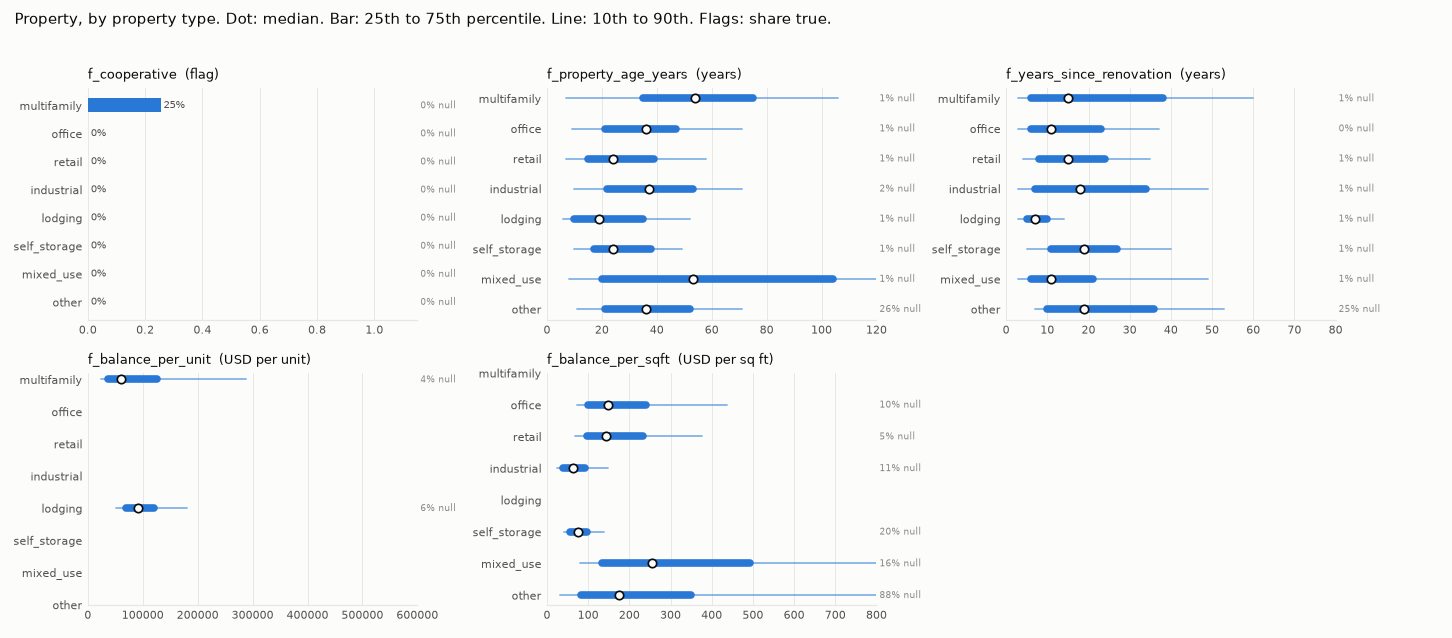 Property, by property type. Dot: median. Bar: 25th to 75th percentile. Line: 10th to 90th. Flags: share true.
f_cooperative (flag)
multifamily 25% 0% null
office 0% 0% null
retail 0% 0% null
industrial 0% 0% null
lodging 0% 0% null
self_storage 0% 0% null
mixed_use 0% 0% null
other 0% 0% null
0.0 0.2 0.4 0.6 0.8 1.0
f_property_age_years (years)
multifamily 1% null
office 1% null
retail 1% null
industrial 2% null
lodging 1% null
self_storage 1% null
mixed_use 1% null
other 26% null
0 20 40 60 80 100 120
f_years_since_renovation (years)
multifamily 1% null
office 0% null
retail 1% null
industrial 1% null
lodging 1% null
self_storage 1% null
mixed_use 1% null
other 25% null
0 10 20 30 40 50 60 70 80
f_balance_per_unit (USD per unit)
multifamily 4% null
office
retail
industrial
lodging 6% null
self_storage
mixed_use
other
0 100000 200000 300000 400000 500000 600000
f_balance_per_sqft (USD per sq ft)
multifamily
office 10% null
retail 5% null
industrial 11% null
lodging
self_storage 20% null
mixed_use 16% null
other 88% null
0 100 200 300 400 500 600 700 800